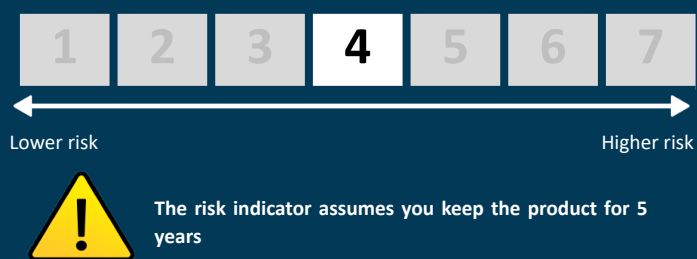 1 2 3 4 5 6 7
Lower risk Higher risk
The risk indicator assumes you keep the product for 5
years